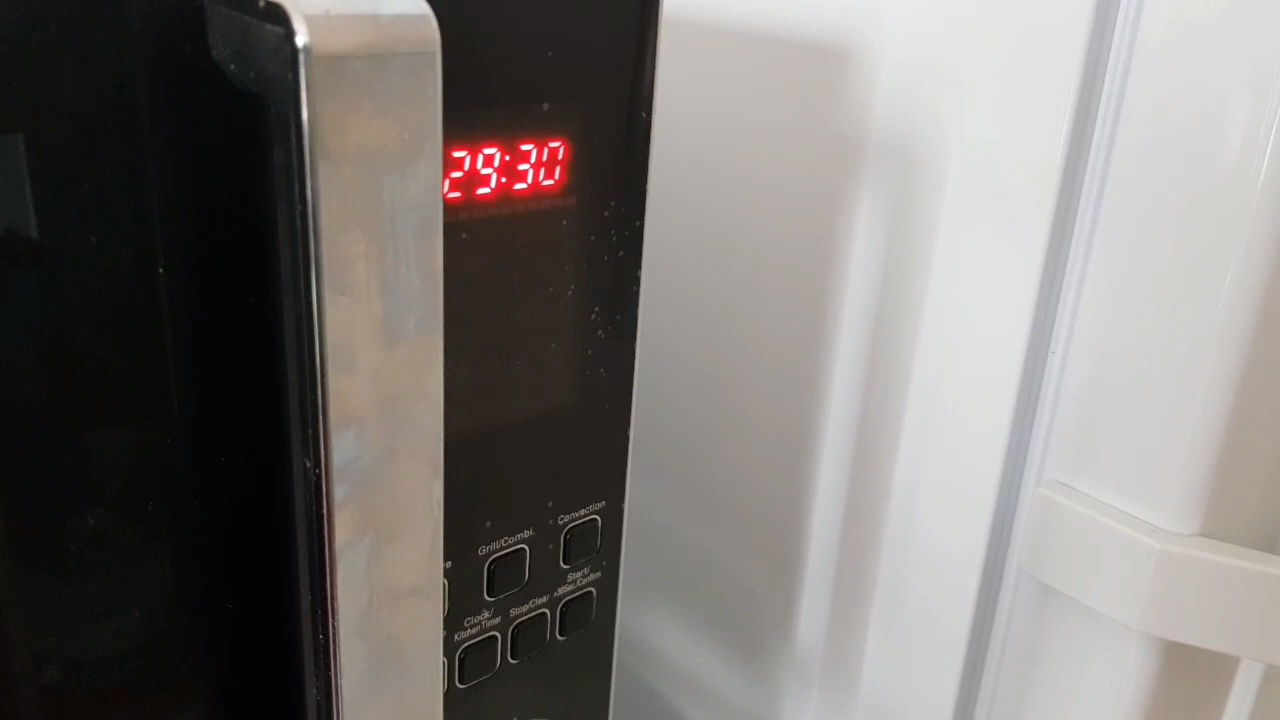 29:30
Convection
Grill/Combi.
Start/
+30Sec./Confirm
Stop/Clear
Clock/
Kitchen Timer